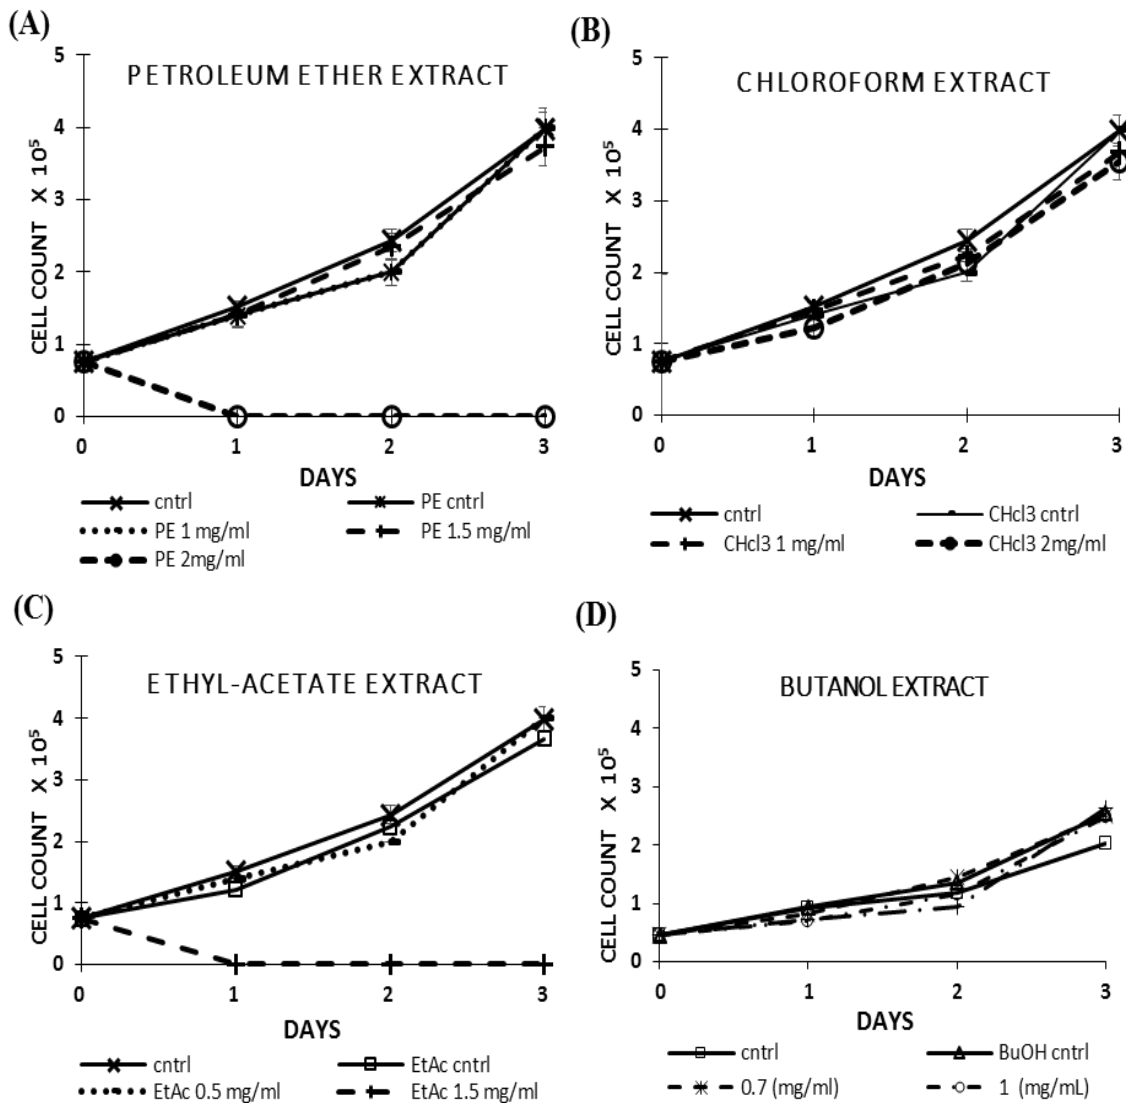 (A)
PETROLEUM ETHER EXTRACT
CELL COUNT X 10⁵
5
4
3
2
1
0
0 1 2 3
DAYS
cntrl
PE cntrl
PE 1 mg/ml
PE 1.5 mg/ml
PE 2mg/ml
(B)
CHLOROFORM EXTRACT
CELL COUNT X 10⁵
5
4
3
2
1
0
0 1 2 3
DAYS
cntrl
CHcl3 cntrl
CHcl3 1 mg/ml
CHcl3 2mg/ml
(C)
ETHYL-ACETATE EXTRACT
CELL COUNT X 10⁵
5
4
3
2
1
0
0 1 2 3
DAYS
cntrl
EtAc cntrl
EtAc 0.5 mg/ml
EtAc 1.5 mg/ml
(D)
BUTANOL EXTRACT
CELL COUNT X 10⁵
5
4
3
2
1
0
0 1 2 3
DAYS
cntrl
BuOH cntrl
0.7 (mg/ml)
1 (mg/mL)